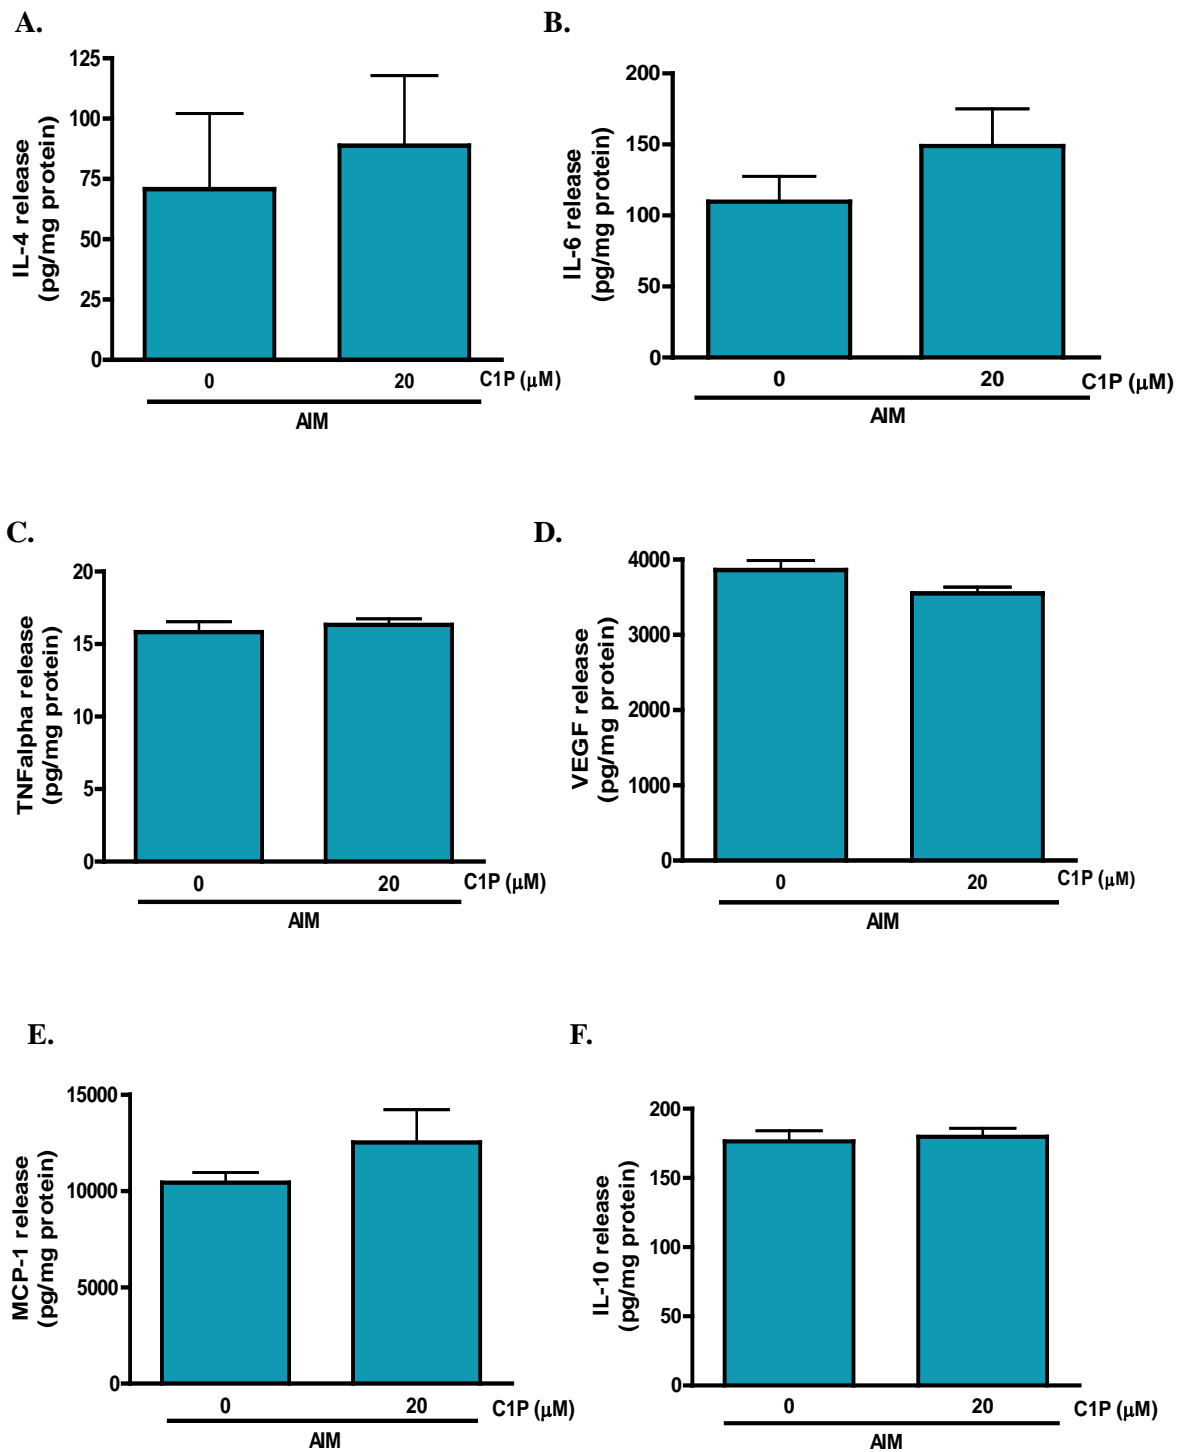 A.
IL-4 release
(pg/mg protein)
125
100
75
50
25
0
0 20 C1P (μM)
AIM
B.
IL-6 release
(pg/mg protein)
200
150
100
50
0
0 20 C1P (μM)
AIM
C.
TNFalpha release
(pg/mg protein)
20
15
10
5
0
0 20 C1P (μM)
AIM
D.
VEGF release
(pg/mg protein)
4000
3000
2000
1000
0
0 20 C1P (μM)
AIM
E.
MCP-1 release
(pg/mg protein)
15000
10000
5000
0
0 20 C1P (μM)
AIM
F.
IL-10 release
(pg/mg protein)
200
150
100
50
0
0 20 C1P (μM)
AIM